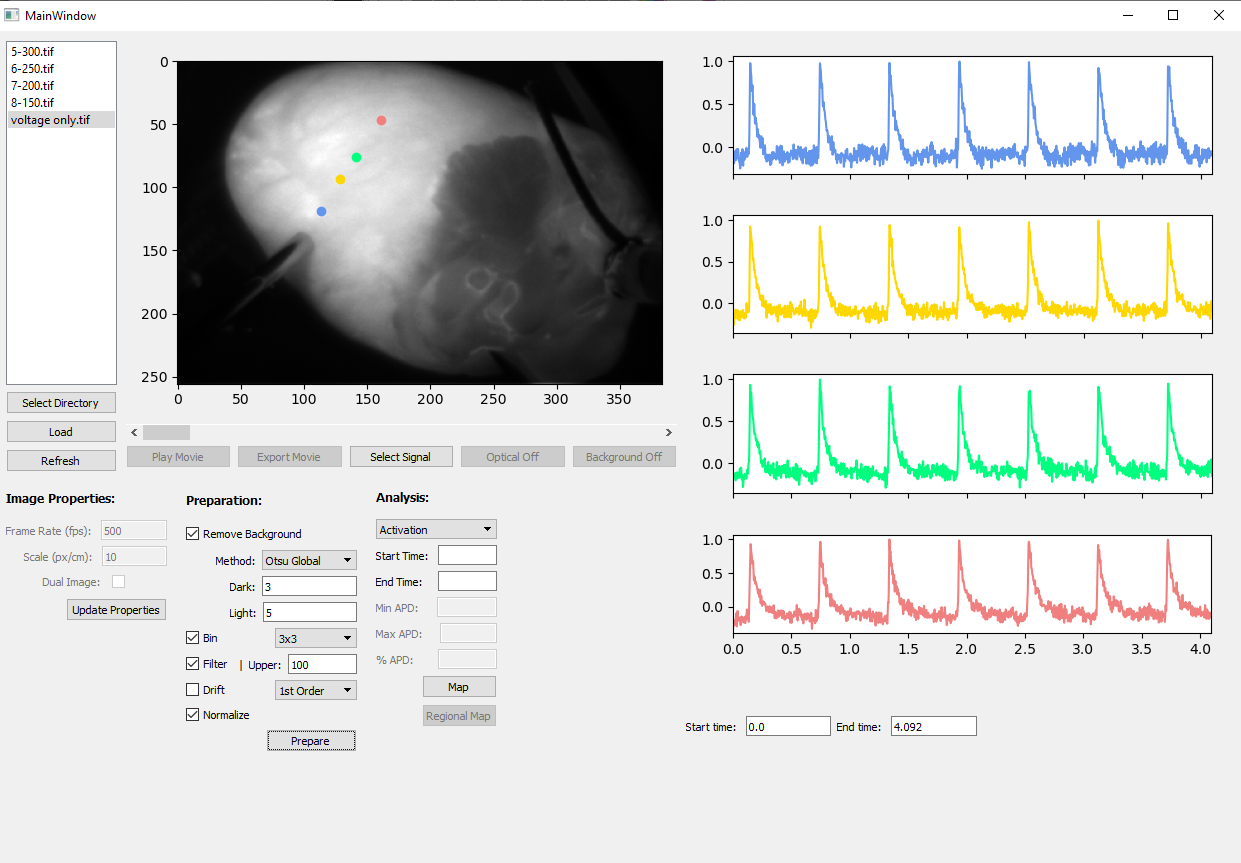 MainWindow
5-300.tif
6-250.tif
7-200.tif
8-150.tif
voltage only.tif
Select Directory
Load
Refresh
0
50
100
150
200
250
0 50 100 150 200 250 300 350
Play Movie Export Movie Select Signal Optical Off Background Off
Image Properties:
Frame Rate (fps): 500
Scale (px/cm): 10
Dual Image:
Update Properties
Preparation:
Remove Background
Method: Otsu Global
Dark: 3
Light: 5
Bin 3x3
Filter Upper: 100
Drift 1st Order
Normalize
Prepare
Analysis:
Activation
Start Time:
End Time:
Min APD:
Max APD:
% APD:
Map
Regional Map
1.0
0.5
0.0
1.0
0.5
0.0
1.0
0.5
0.0
1.0
0.5
0.0
0.0 0.5 1.0 1.5 2.0 2.5 3.0 3.5 4.0
Start time: 0.0 End time: 4.092